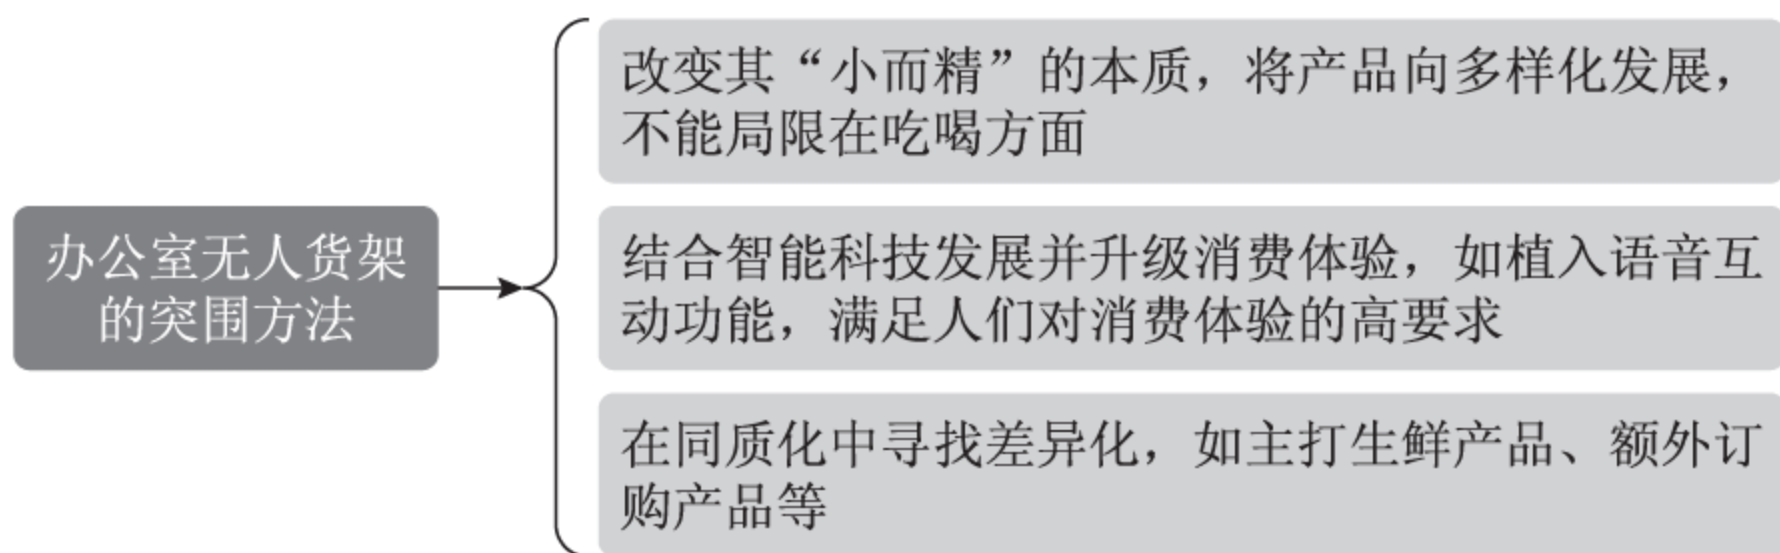 办公室无人货架
的突围方法
改变其“小而精”的本质，将产品向多样化发展，
不能局限在吃喝方面
结合智能科技发展并升级消费体验，如植入语音互
动功能，满足人们对消费体验的高要求
在同质化中寻找差异化，如主打生鲜产品、额外订
购产品等